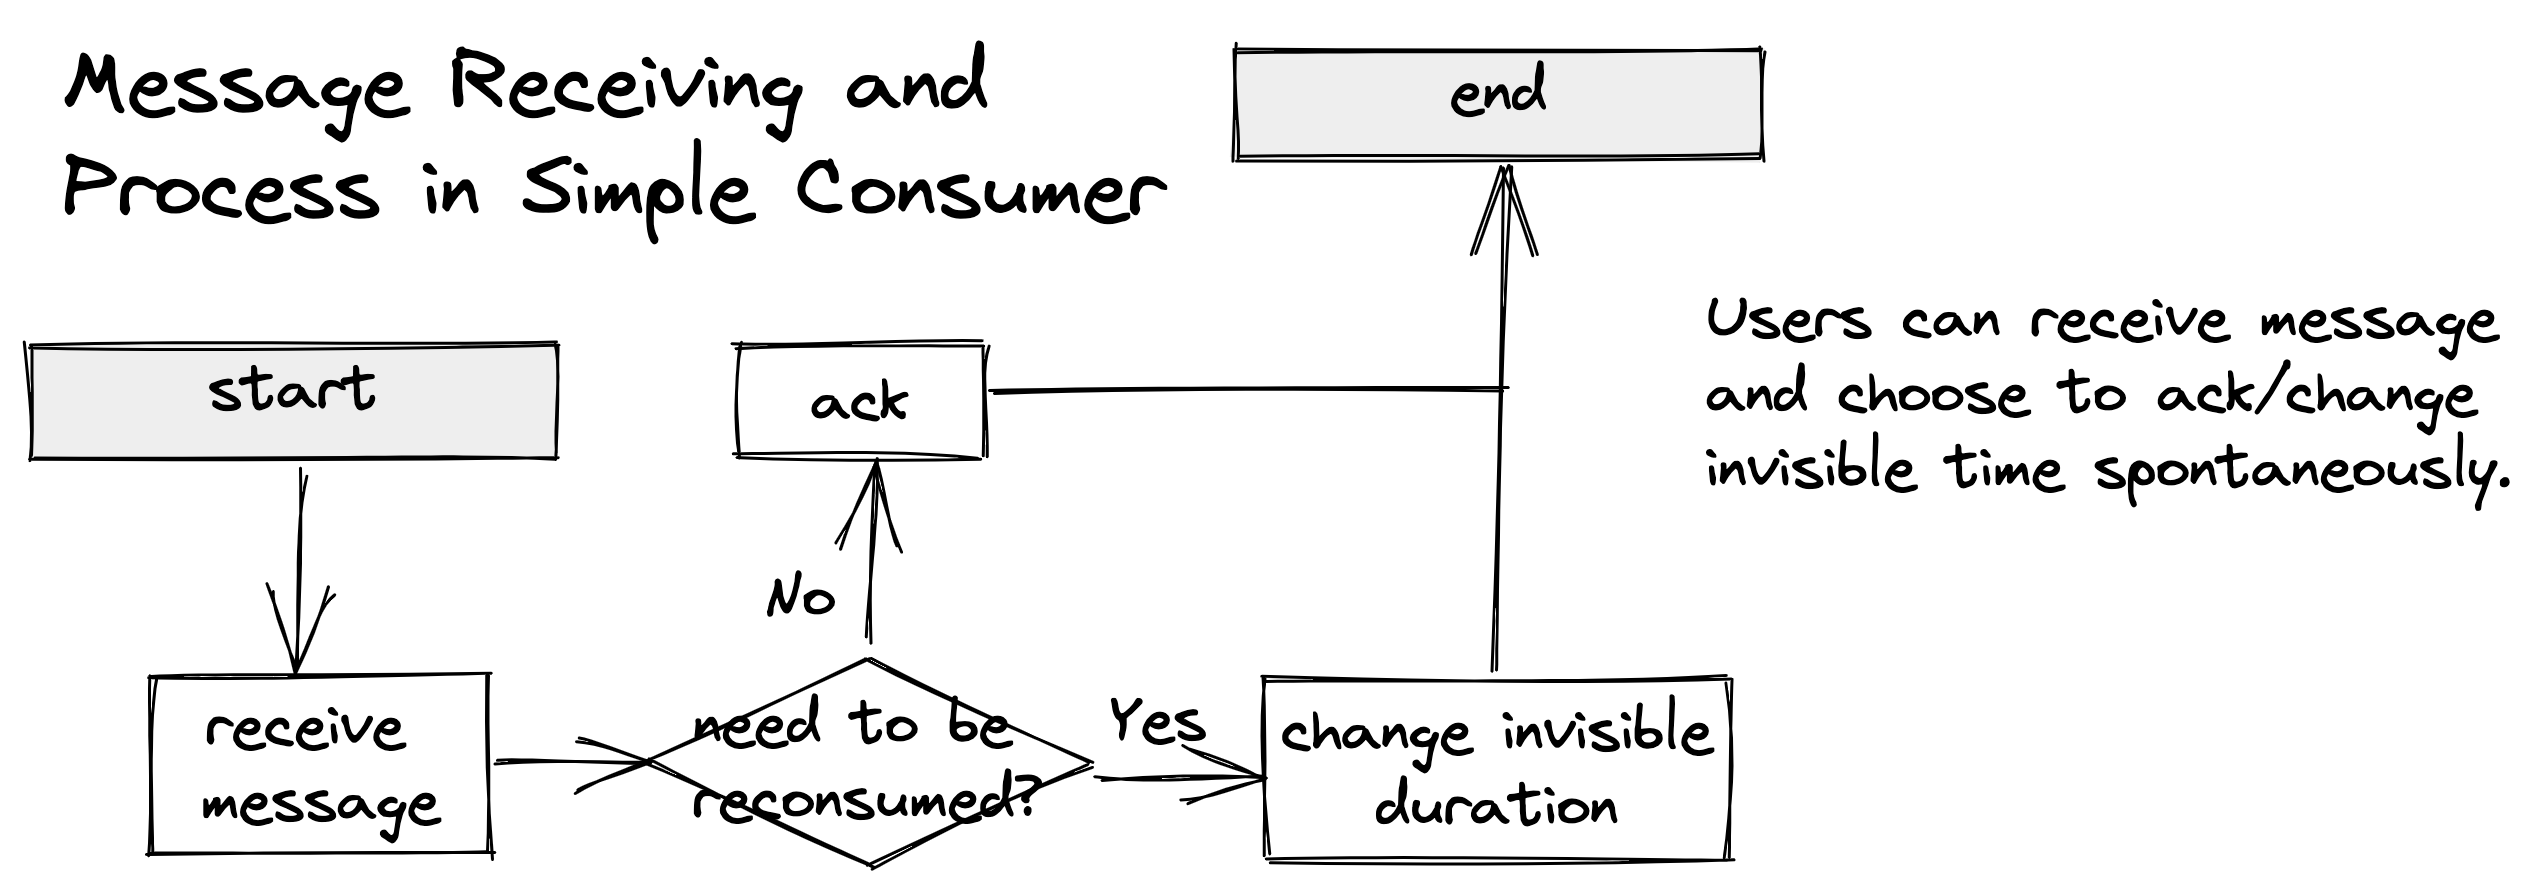 Message Receiving and
Process in Simple Consumer
end
start
ack
Users can receive message
and choose to ack/change
invisible time spontaneously.
No
receive
message
need to be
reconsumed?
Yes
change invisible
duration